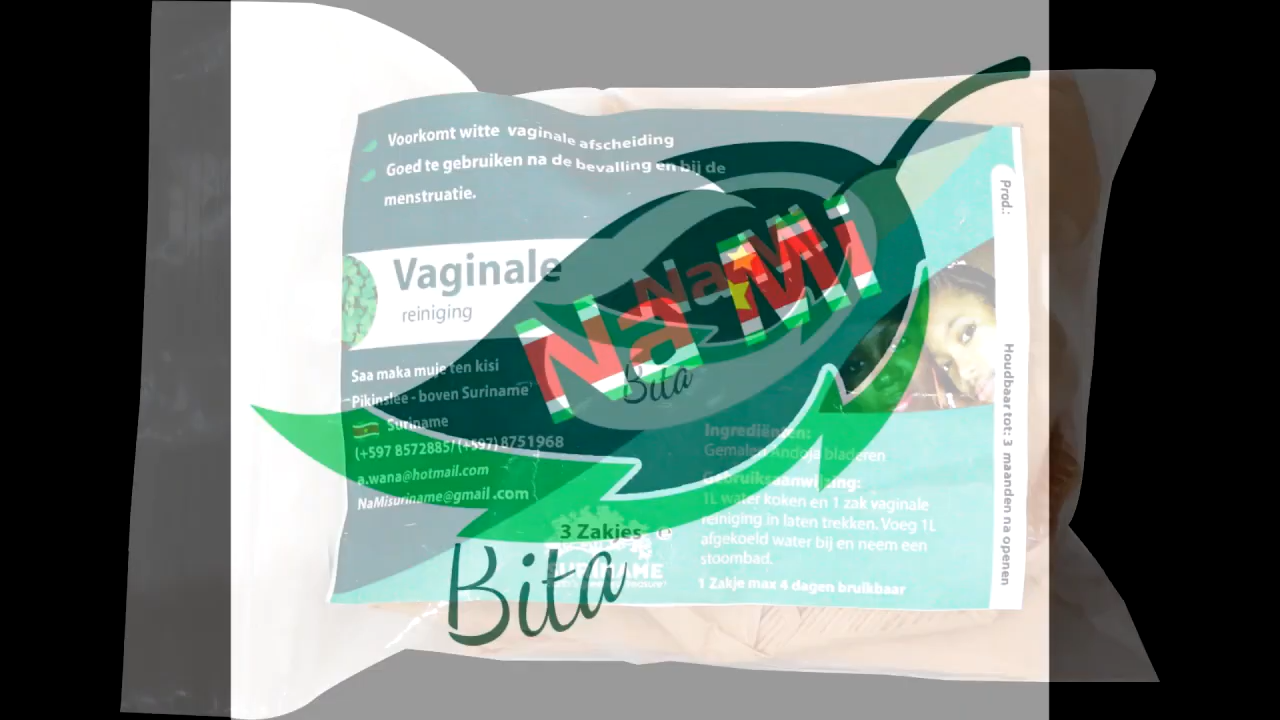 Voorkomt witte vaginale afscheiding
Goed te gebruiken na de bevalling en bij de
menstruatie.
Vaginale
reiniging
Saa maka muje ten kisi
Pikinslee - boven Suriname
Suriname
(+597 8572885/ (+597) 8751968
a.wana@hotmail.com
NaMisuriname@gmail.com
NaMi
Bita
Na Mi
Bita
3 Zakjes
SURINAME
Ingrediënten:
Gemalen Andoja bladeren
Gebruiksaanwijzing:
1L water koken en 1 zak vaginale
reiniging in laten trekken. Voeg 1L
afgekoeld water bij en neem een
stoombad.
1 Zakje max 4 dagen bruikbaar
Prod.:
Houdbaar tot: 3 maanden na openen